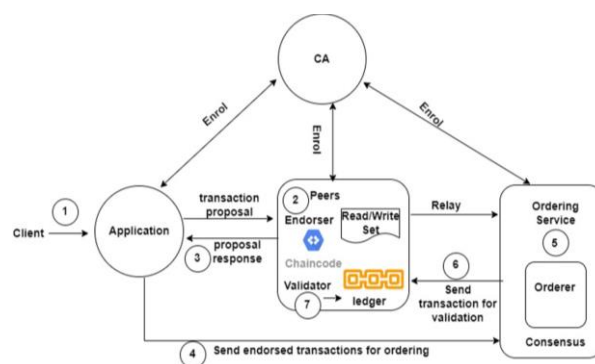 CA
Enrol
Enrol
Enrol
1
Client
Application
transaction
proposal
3
proposal
response
2
Peers
Endorser
Read/Write
Set
Chaincode
Validator
7
ledger
Relay
6
Send
transaction for
validation
Ordering
Service
5
Orderer
Consensus
4
Send endorsed transactions for ordering